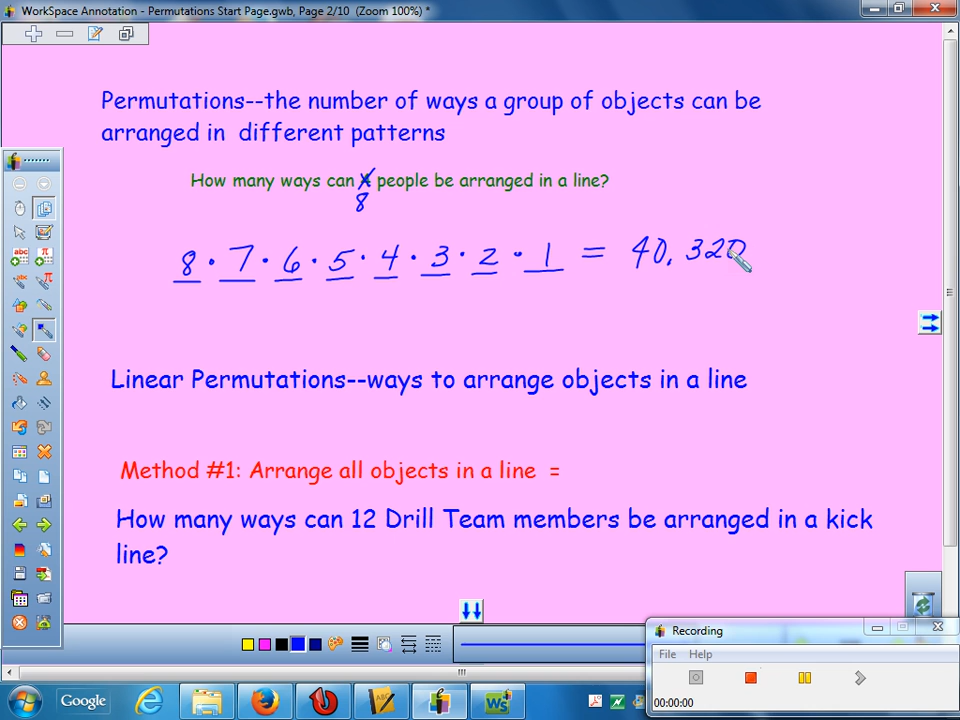 WorkSpace Annotation - Permutations Start Page.gwb, Page 2/10 (Zoom 100%) *
Permutations--the number of ways a group of objects can be
arranged in different patterns
How many ways can 4 people be arranged in a line?
8
8 · 7 · 6 · 5 · 4 · 3 · 2 · 1 = 40,320
Linear Permutations--ways to arrange objects in a line
Method #1: Arrange all objects in a line =
How many ways can 12 Drill Team members be arranged in a kick
line?
Recording
File Help
00:00:00
Google